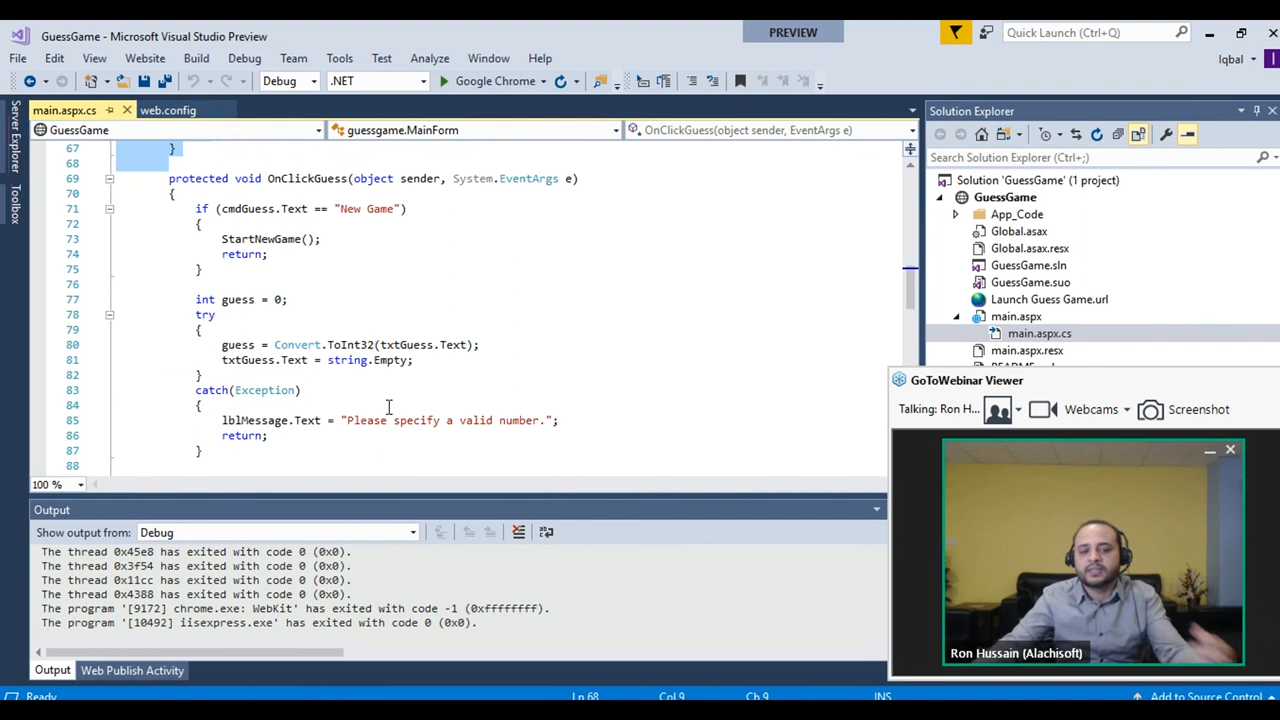 GuessGame - Microsoft Visual Studio Preview
PREVIEW
Quick Launch (Ctrl+Q)
File Edit View Website Build Debug Team Tools Test Analyze Window Help
Iqbal
I
Debug .NET Google Chrome
main.aspx.cs web.config
GuessGame guessgame.MainForm OnClickGuess(object sender, EventArgs e)
67 }
68
69 protected void OnClickGuess(object sender, System.EventArgs e)
70 {
71 if (cmdGuess.Text == "New Game")
72 {
73 StartNewGame();
74 return;
75 }
76
77 int guess = 0;
78 try
79 {
80 guess = Convert.ToInt32(txtGuess.Text);
81 txtGuess.Text = string.Empty;
82 }
83 catch(Exception)
84 {
85 lblMessage.Text = "Please specify a valid number.";
86 return;
87 }
88
100 %
Server Explorer
Toolbox
Solution Explorer
Search Solution Explorer (Ctrl+;)
Solution 'GuessGame' (1 project)
GuessGame
App_Code
Global.asax
Global.asax.resx
GuessGame.sln
GuessGame.suo
Launch Guess Game.url
main.aspx
main.aspx.cs
main.aspx.resx
GoToWebinar Viewer
Talking: Ron H... Webcams Screenshot
Ron Hussain (Alachisoft)
Output
Show output from: Debug
The thread 0x45e8 has exited with code 0 (0x0).
The thread 0x3f54 has exited with code 0 (0x0).
The thread 0x11cc has exited with code 0 (0x0).
The thread 0x4388 has exited with code 0 (0x0).
The program '[9172] chrome.exe: WebKit' has exited with code -1 (0xffffffff).
The program '[10492] iisexpress.exe' has exited with code 0 (0x0).
Output Web Publish Activity
Ready Ln 68 Col 9 Ch 9 INS Add to Source Control